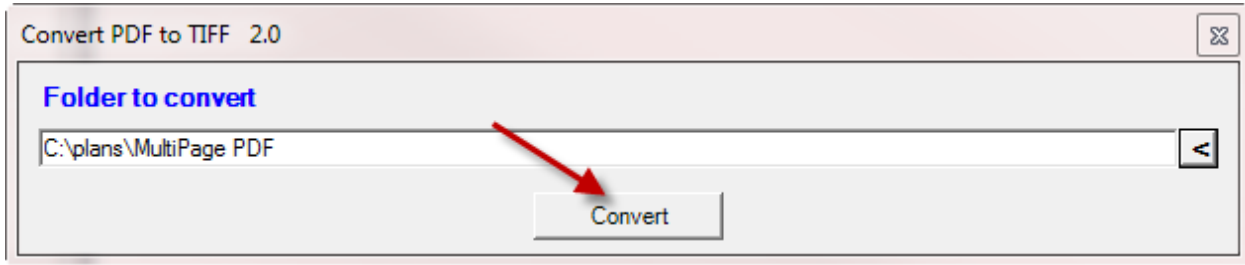 Convert PDF to TIFF   2.0
Folder to convert
C:\plans\MultiPage PDF
<
Convert